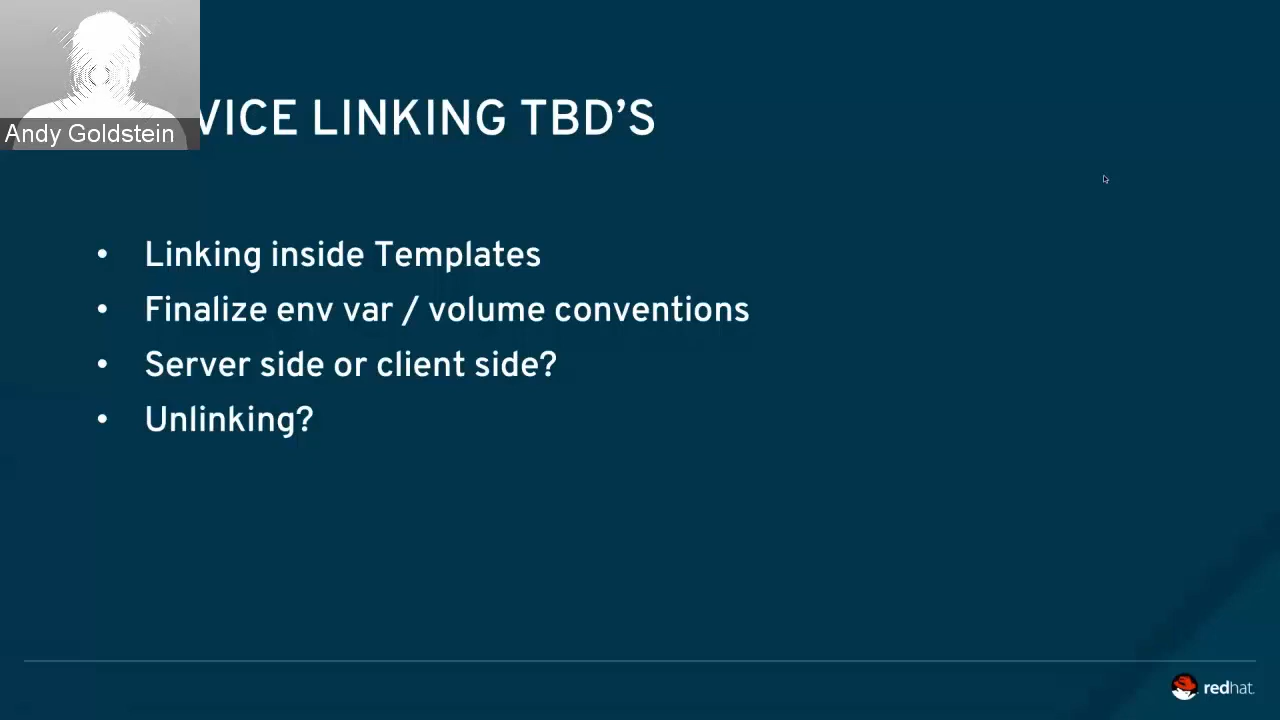 Andy Goldstein
VICE LINKING TBD’S
• Linking inside Templates
• Finalize env var / volume conventions
• Server side or client side?
• Unlinking?
redhat.